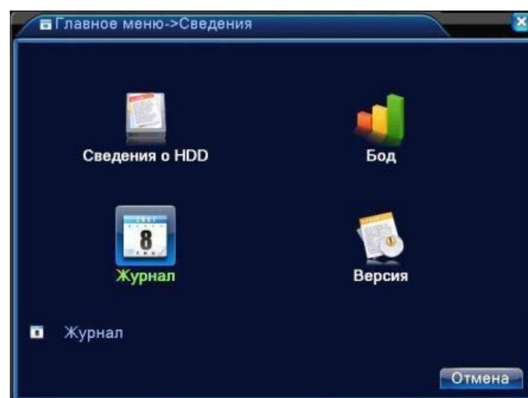 Главное меню->Сведения
Сведения о HDD
Бод
8
Журнал
Версия
Журнал
Отмена